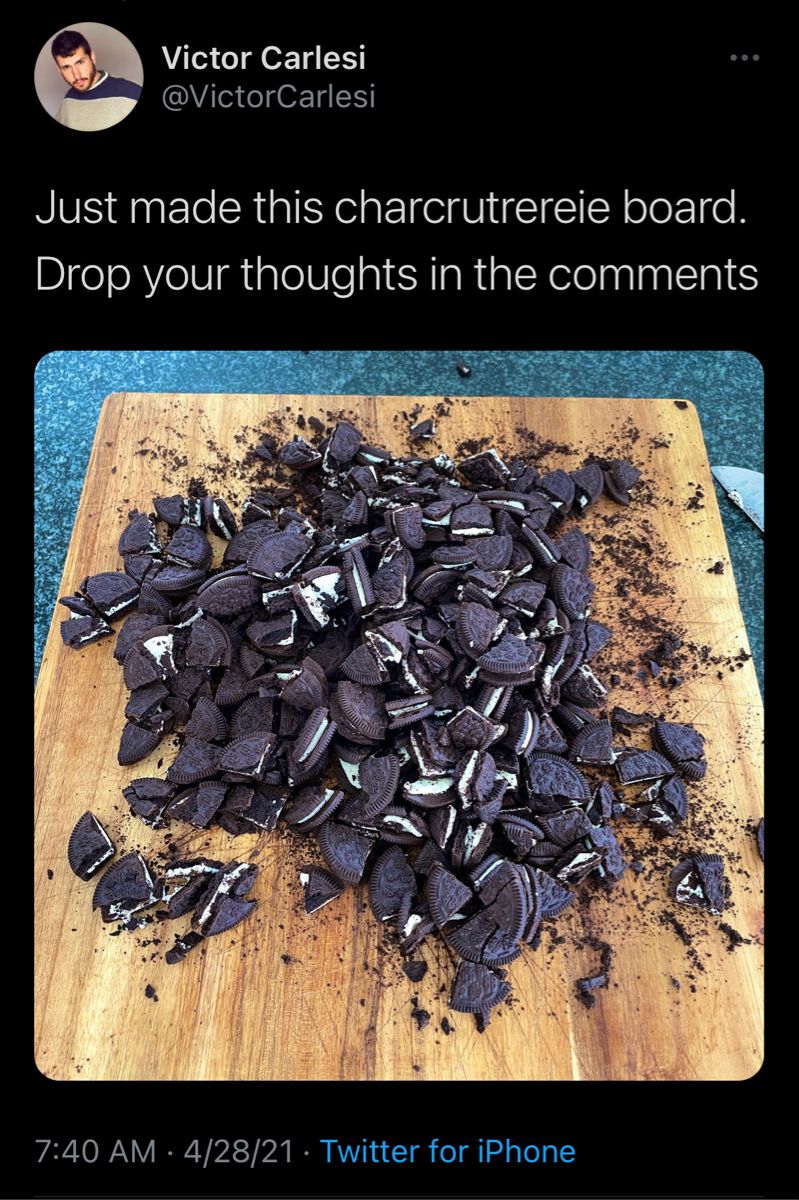 Victor Carlesi
@VictorCarlesi
Just made this charcrutrereie board.
Drop your thoughts in the comments
7:40 AM · 4/28/21 · Twitter for iPhone